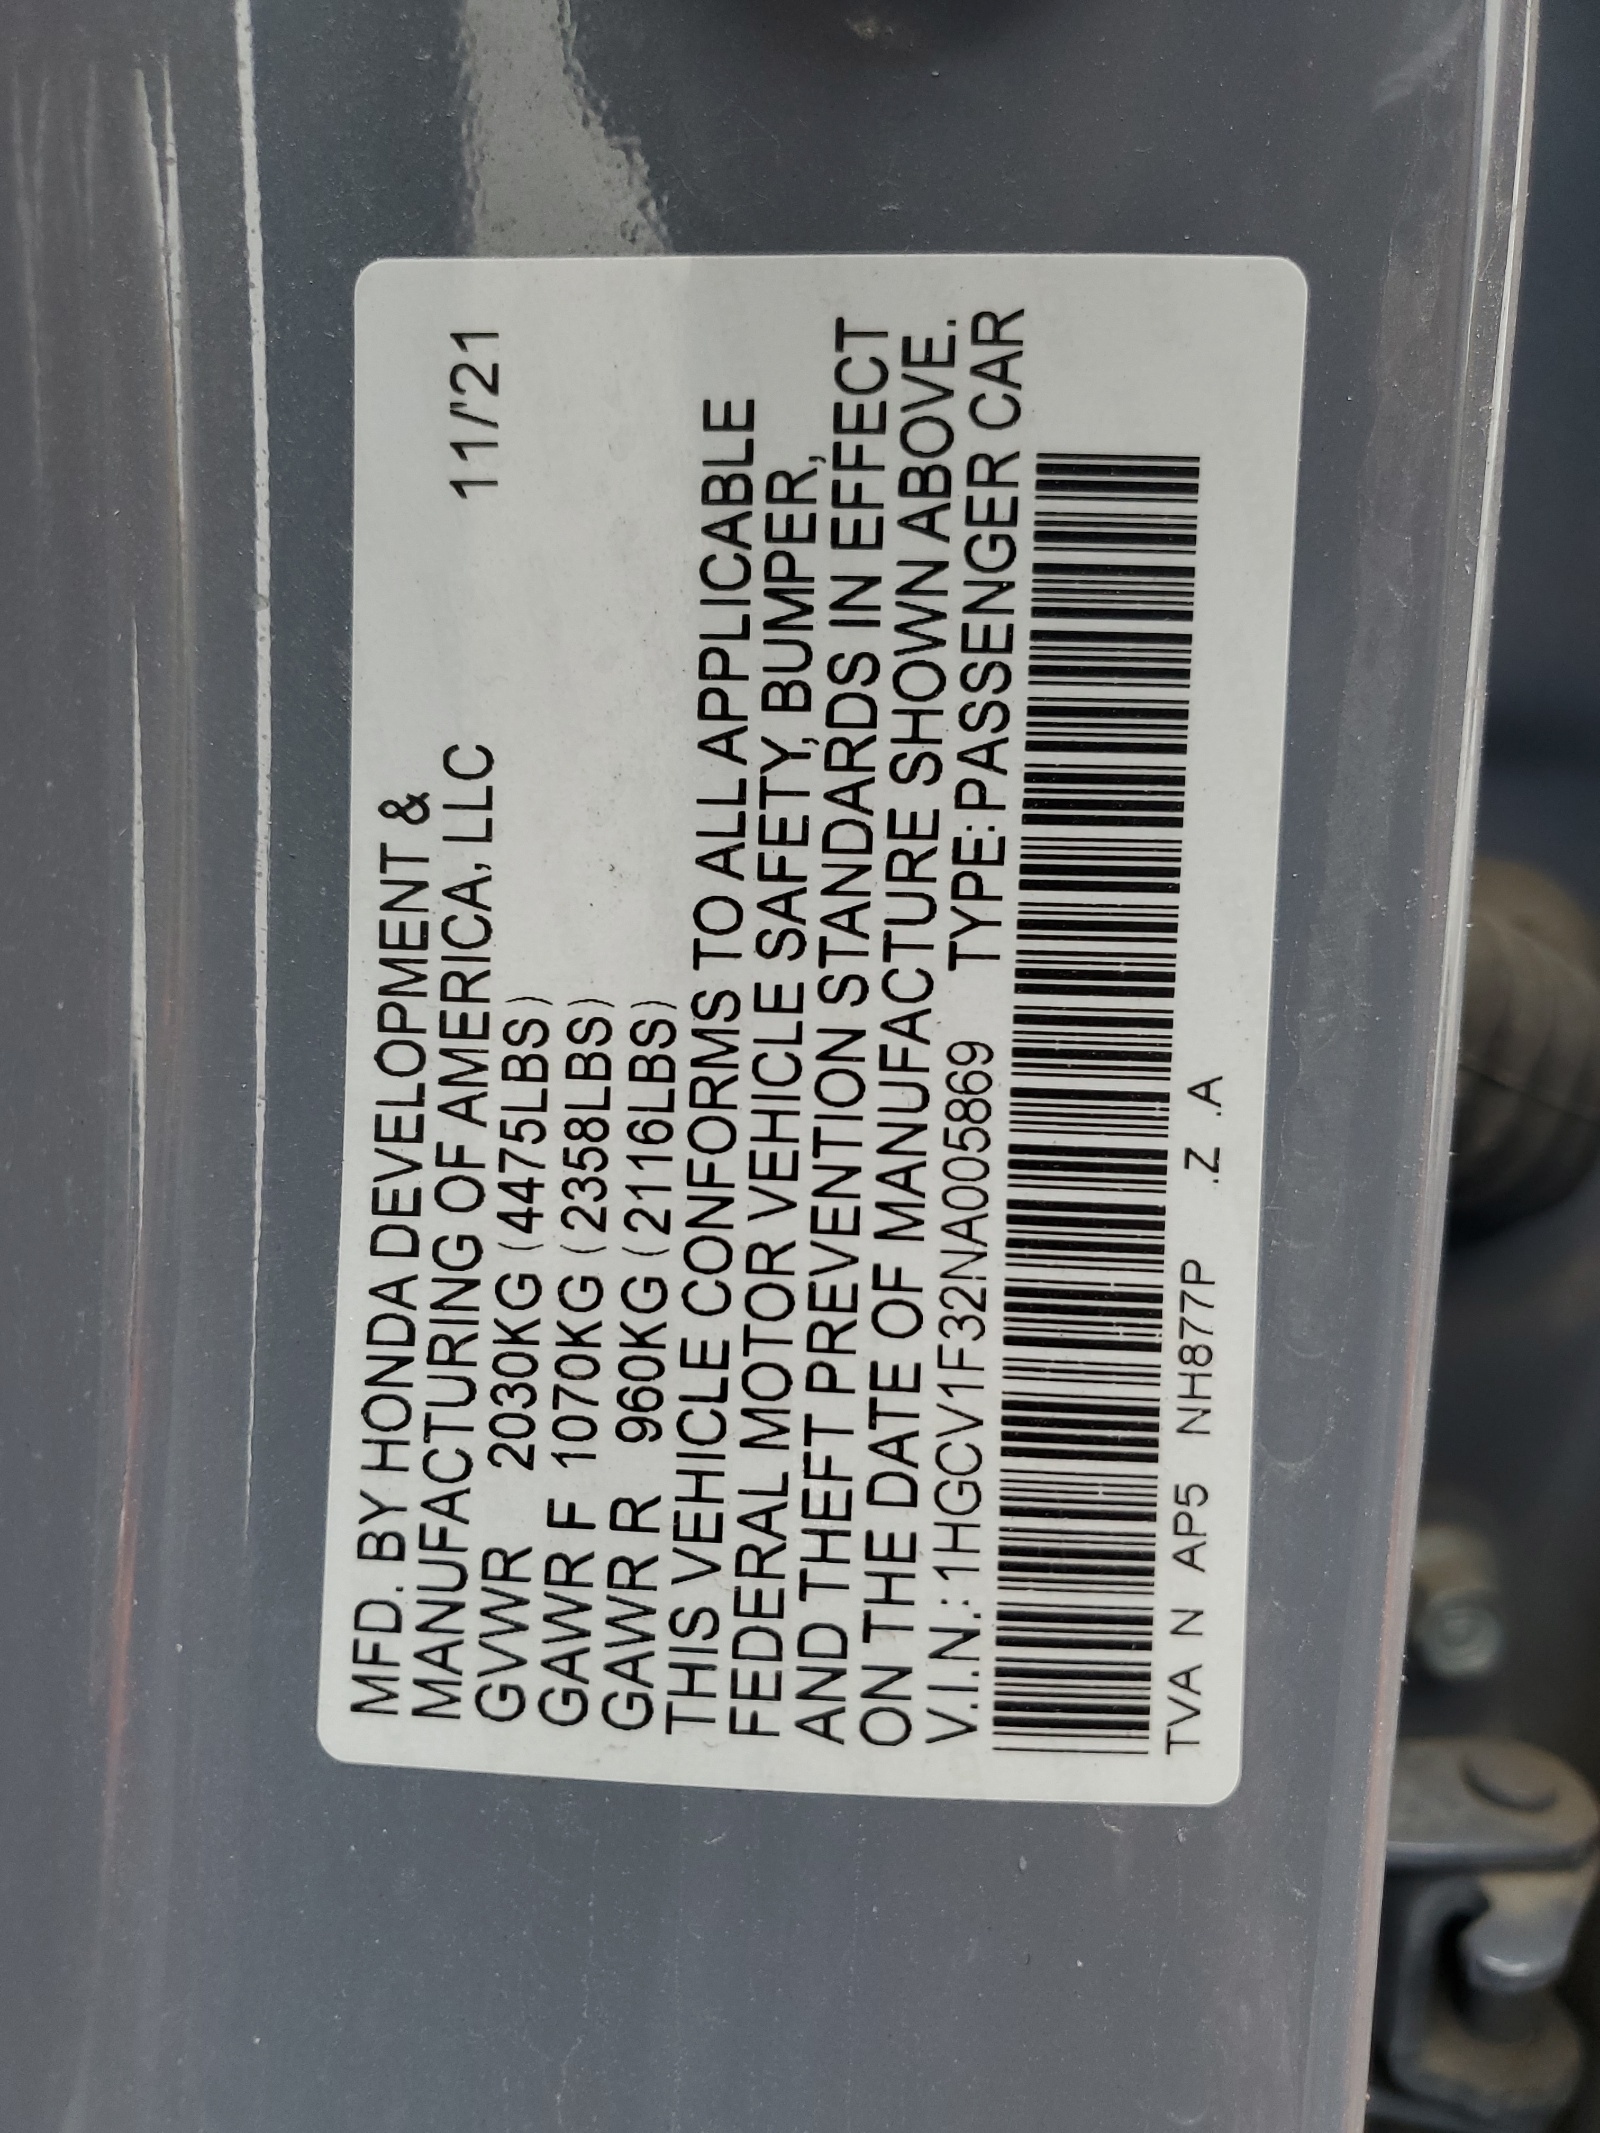 MFD. BY HONDA DEVELOPMENT &
MANUFACTURING OF AMERICA, LLC 11/'21
GVWR 2030KG (4475LBS)
GAWR F 1070KG (2358LBS)
GAWR R 960KG (2116LBS)
THIS VEHICLE CONFORMS TO ALL APPLICABLE
FEDERAL MOTOR VEHICLE SAFETY, BUMPER,
AND THEFT PREVENTION STANDARDS IN EFFECT
ON THE DATE OF MANUFACTURE SHOWN ABOVE.
V.I.N.: 1HGCV1F32NA005869 TYPE: PASSENGER CAR
TVA N AP5 NH877P .Z .A